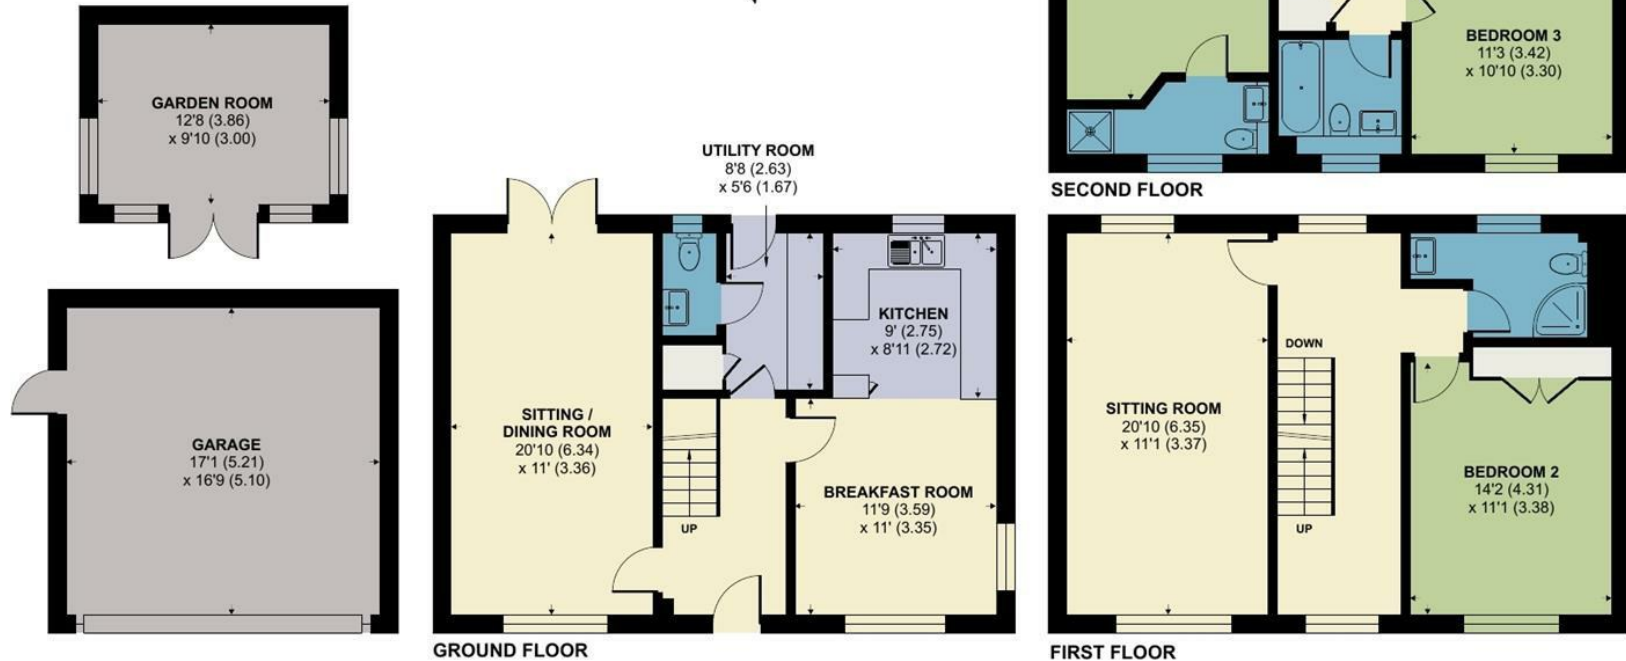 GARDEN ROOM
12'8 (3.86)
x 9'10 (3.00)
GARAGE
17'1 (5.21)
x 16'9 (5.10)
UTILITY ROOM
8'8 (2.63)
x 5'6 (1.67)
SITTING /
DINING ROOM
20'10 (6.34)
x 11' (3.36)
UP
KITCHEN
9' (2.75)
x 8'11 (2.72)
BREAKFAST ROOM
11'9 (3.59)
x 11' (3.35)
GROUND FLOOR
BEDROOM 3
11'3 (3.42)
x 10'10 (3.30)
SECOND FLOOR
SITTING ROOM
20'10 (6.35)
x 11'1 (3.37)
DOWN
UP
BEDROOM 2
14'2 (4.31)
x 11'1 (3.38)
FIRST FLOOR